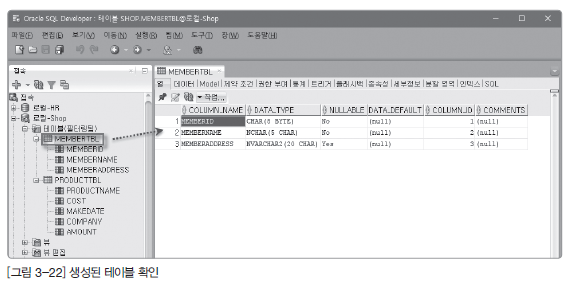 Oracle SQL Developer : 테이블 SHOP.MEMBERTBL@로컬-Shop
파일(F) 편집(E) 보기(V) 이동(N) 실행(R) 팀(M) 도구(T) 창(W) 도움말(H)
접속
MEMBERTBL
열 데이터 Model 제약 조건 권한 부여 통계 트리거 플래시백 종속성 세부정보 분할 영역 인덱스 SQL
작업...
접속
로컬-HR
로컬-Shop
테이블(필터링됨)
MEMBERTBL
MEMBERID
MEMBERNAME
MEMBERADDRESS
PRODUCTTBL
PRODUCTNAME
COST
MAKEDATE
COMPANY
AMOUNT
뷰
뷰 편집
COLUMN_NAME DATA_TYPE NULLABLE DATA_DEFAULT COLUMN_ID COMMENTS
1 MEMBERID CHAR(8 BYTE) No (null) 1 (null)
2 MEMBERNAME NCHAR(5 CHAR) No (null) 2 (null)
3 MEMBERADDRESS NVARCHAR2(20 CHAR) Yes (null) 3 (null)
[그림 3-22] 생성된 테이블 확인